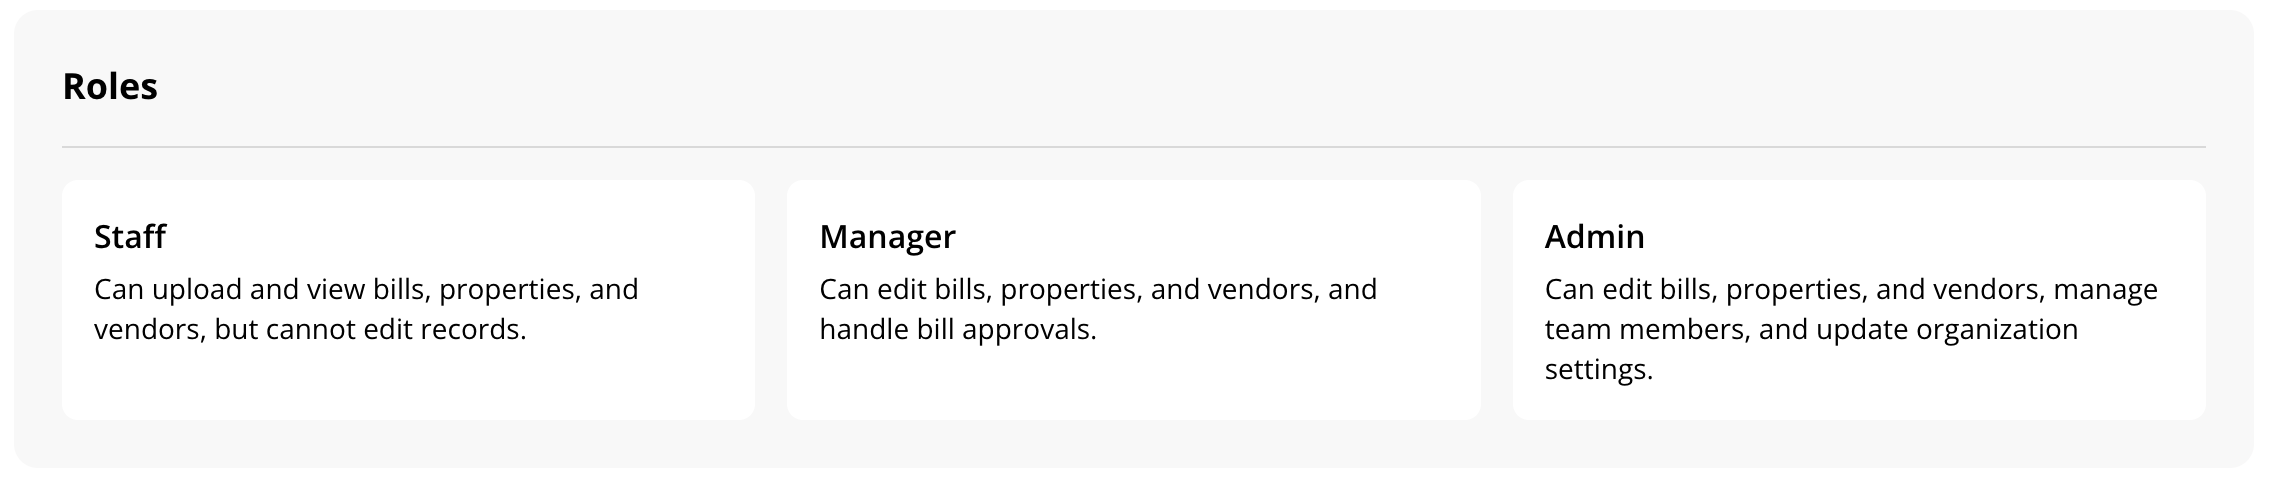 Roles
Staff
Can upload and view bills, properties, and
vendors, but cannot edit records.
Manager
Can edit bills, properties, and vendors, and
handle bill approvals.
Admin
Can edit bills, properties, and vendors, manage
team members, and update organization
settings.